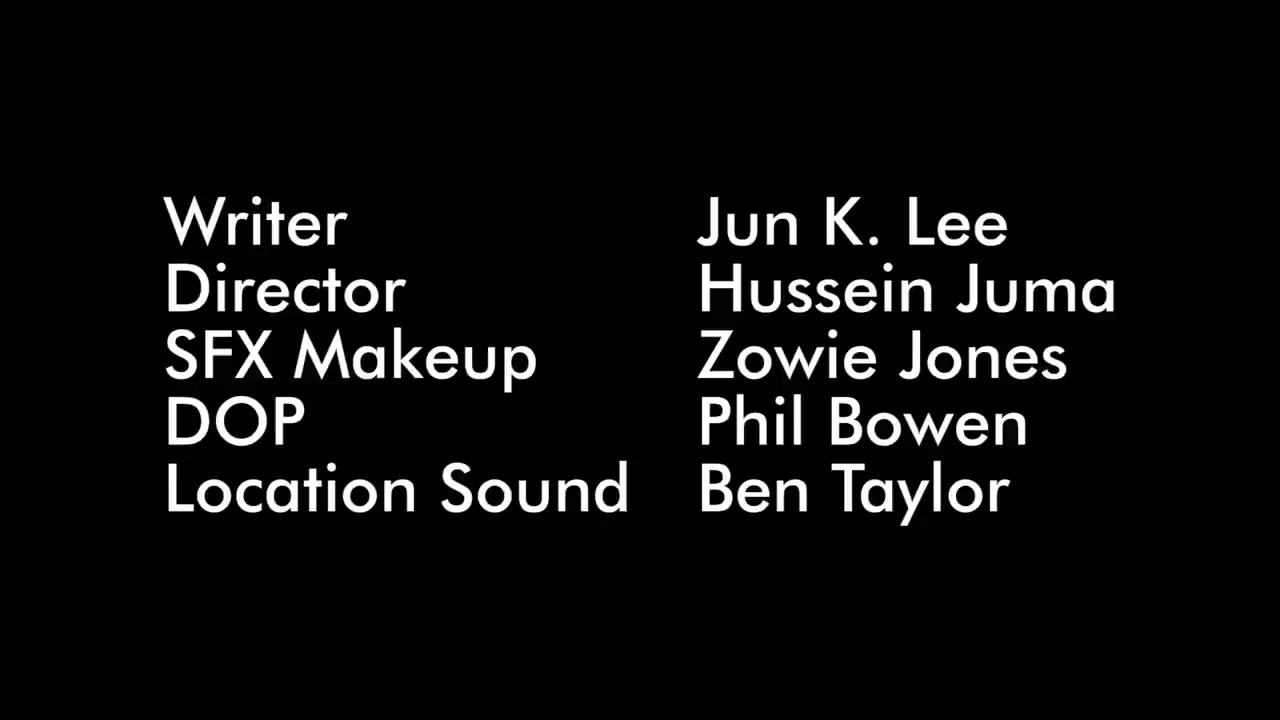 Writer Jun K. Lee
Director Hussein Juma
SFX Makeup Zowie Jones
DOP Phil Bowen
Location Sound Ben Taylor